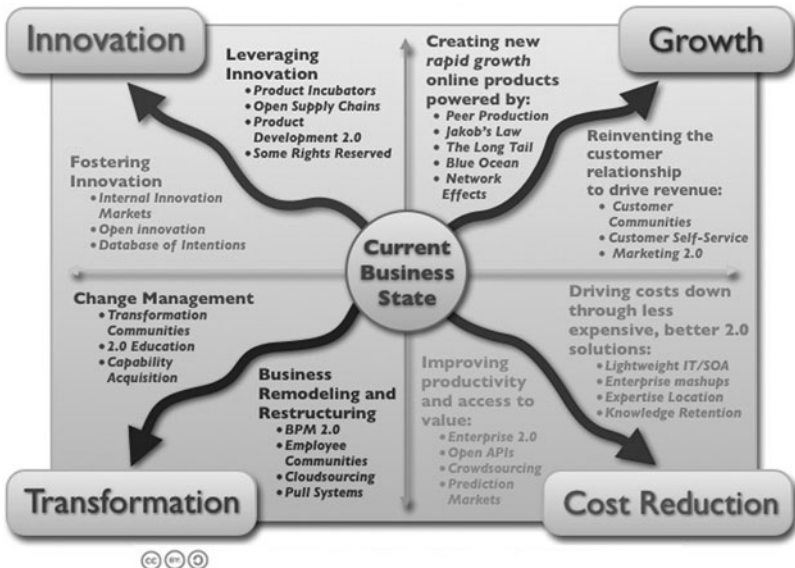 Innovation
Growth
Leveraging
Innovation
• Product Incubators
• Open Supply Chains
• Product
Development 2.0
• Some Rights Reserved
Creating new
rapid growth
online products
powered by:
• Peer Production
• Jakob's Law
• The Long Tail
• Blue Ocean
• Network
Effects
Fostering
Innovation
• Internal Innovation
Markets
• Open innovation
• Database of Intentions
Reinventing the
customer
relationship
to drive revenue:
• Customer
Communities
• Customer Self-Service
• Marketing 2.0
Current
Business
State
Change Management
• Transformation
Communities
• 2.0 Education
• Capability
Acquisition
Business
Remodeling and
Restructuring
• BPM 2.0
• Employee
Communities
• Cloudsourcing
• Pull Systems
Improving
productivity
and access to
value:
• Enterprise 2.0
• Open APIs
• Crowdsourcing
• Prediction
Markets
Driving costs down
through less
expensive, better 2.0
solutions:
• Lightweight IT/SOA
• Enterprise mashups
• Expertise Location
• Knowledge Retention
Transformation
Cost Reduction
cc BY: